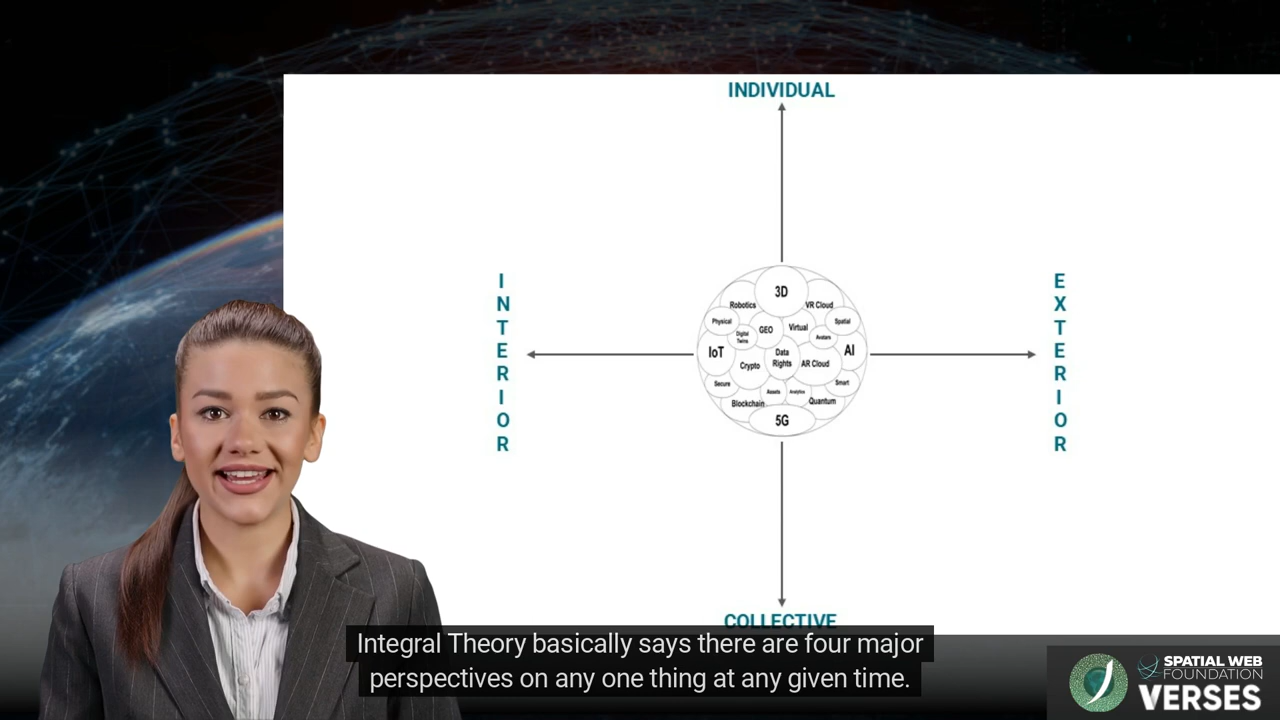 INDIVIDUAL
INTERIOR
EXTERIOR
3D
Robotics
VR Cloud
Physical
Spatial
Digital
Twins
GEO
Virtual
Avatars
IoT
Data
Rights
AI
Crypto
AR Cloud
Secure
Smart
Assets
Analytics
Blockchain
Quantum
5G
COLLECTIVE
Integral Theory basically says there are four major
perspectives on any one thing at any given time.
SPATIAL WEB
FOUNDATION
VERSES